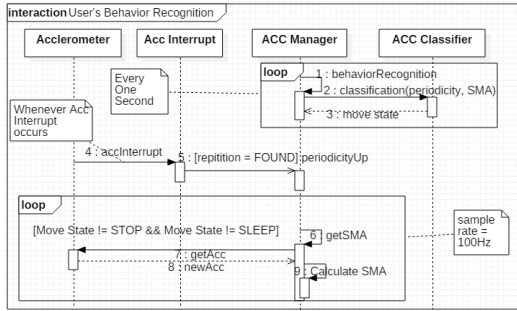 interaction User's Behavior Recognition
Acclerometer
Acc Interrupt
ACC Manager
ACC Classifier
loop
Every
One
Second
1 : behaviorRecognition
2 : classification(periodicity, SMA)
3 : move state
Whenever Acc
Interrupt
occurs
4 : accInterrupt
5 : [repitition = FOUND]:periodicityUp
loop
[Move State != STOP && Move State != SLEEP]
6 : getSMA
sample
rate =
100Hz
7 : getAcc
8 : newAcc
9 : Calculate SMA